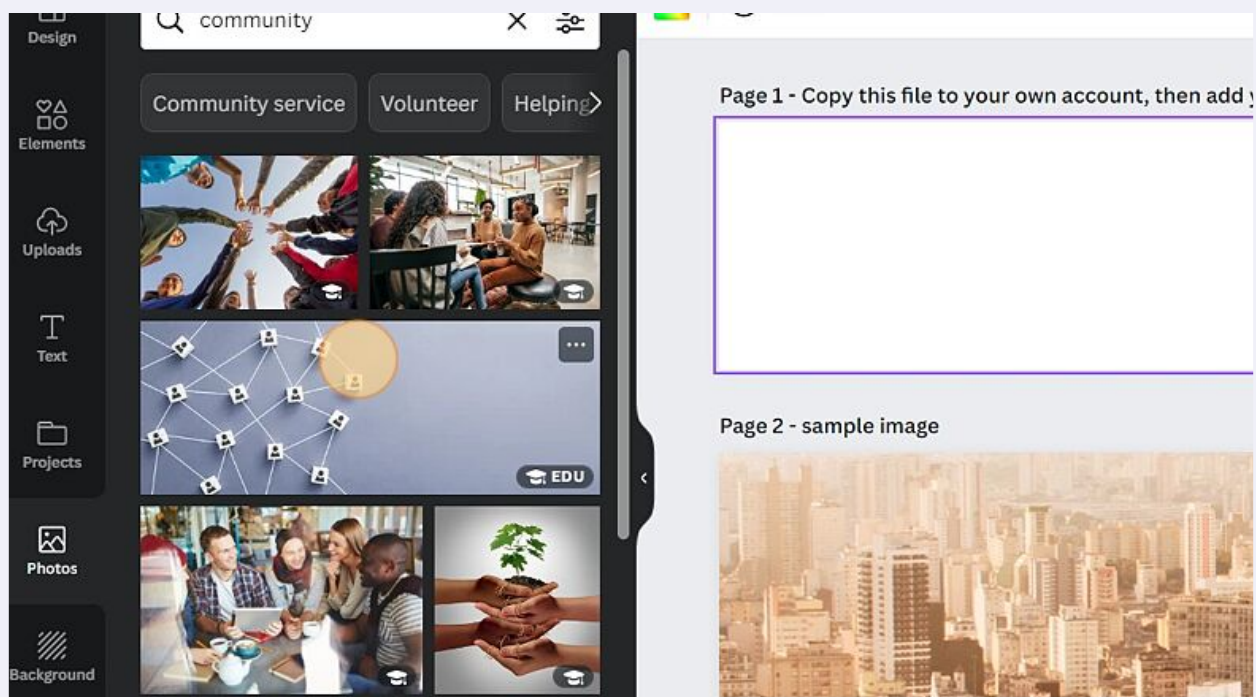 Design
Elements
Uploads
Text
Projects
Photos
Background
community
Community service
Volunteer
Helping
EDU
Page 1 - Copy this file to your own account, then add
Page 2 - sample image